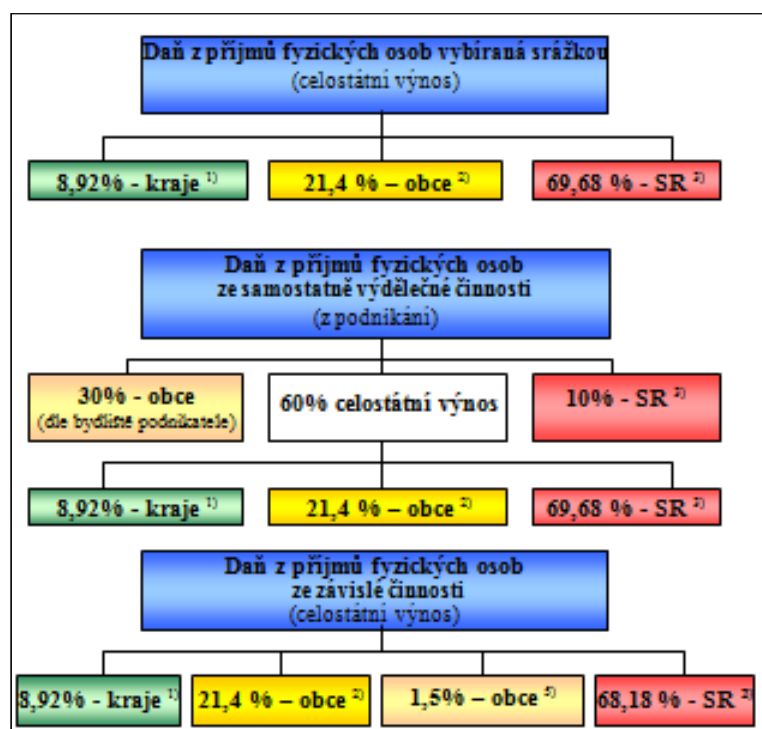 Daň z příjmů fyzických osob vybíraná srážkou
(celostátní výnos)
8,92% - kraje 1)
21,4 % – obce 2)
69,68 % - SR 2)
Daň z příjmů fyzických osob
ze samostatně výdělečné činnosti
(z podnikání)
30% - obce
(dle bydliště podnikatele)
60% celostátní výnos
10% - SR 2)
8,92% - kraje 1)
21,4 % – obce 2)
69,68 % - SR 2)
Daň z příjmů fyzických osob
ze závislé činnosti
(celostátní výnos)
8,92% - kraje 1)
21,4 % – obce 2)
1,5% – obce
68,18 % - SR 2)